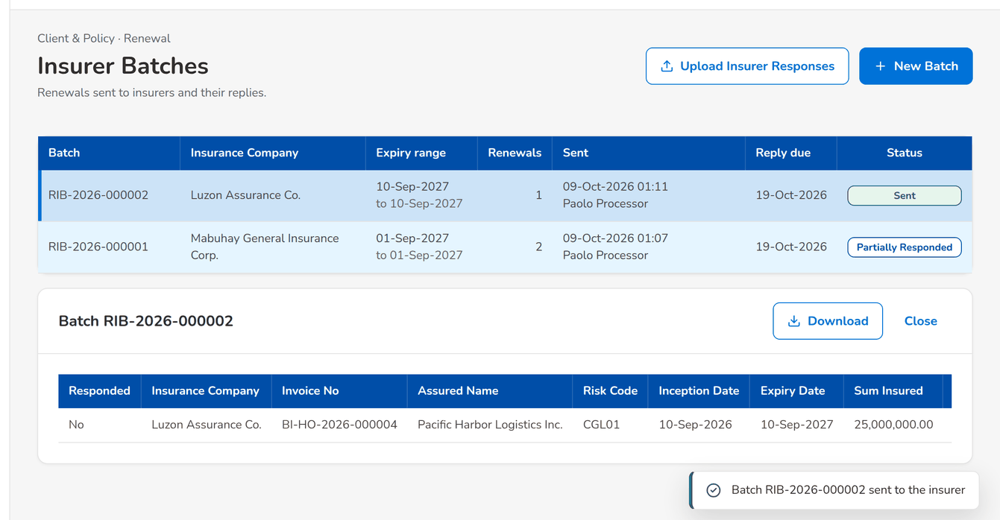 Client & Policy · Renewal
Insurer Batches
Renewals sent to insurers and their replies.
Upload Insurer Responses
+ New Batch
Batch Insurance Company Expiry range Renewals Sent Reply due Status
RIB-2026-000002 Luzon Assurance Co. 10-Sep-2027 to 10-Sep-2027 1 09-Oct-2026 01:11 Paolo Processor 19-Oct-2026 Sent
RIB-2026-000001 Mabuhay General Insurance Corp. 01-Sep-2027 to 01-Sep-2027 2 09-Oct-2026 01:07 Paolo Processor 19-Oct-2026 Partially Responded
Batch RIB-2026-000002
Download
Close
Responded Insurance Company Invoice No Assured Name Risk Code Inception Date Expiry Date Sum Insured
No Luzon Assurance Co. BI-HO-2026-000004 Pacific Harbor Logistics Inc. CGL01 10-Sep-2026 10-Sep-2027 25,000,000.00
Batch RIB-2026-000002 sent to the insurer